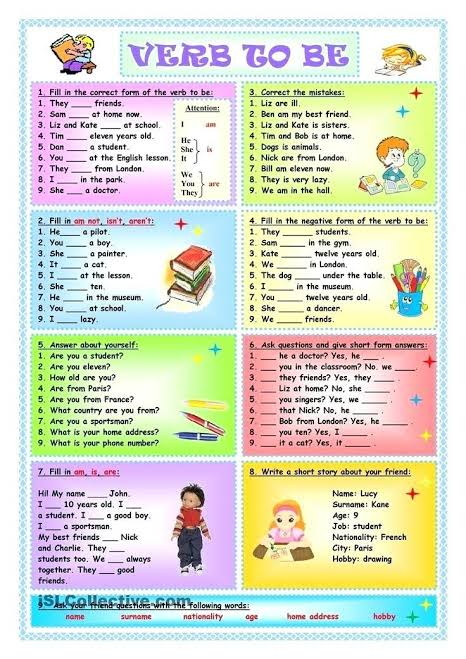 VERB TO BE
1. Fill in the correct form of the verb to be:
1. They ____ friends.
2. Sam ____ at home now.
3. Liz and Kate ____ at school.
4. Tim ____ eleven years old.
5. Dan ____ a student.
6. You ____ at the English lesson.
7. They ____ from London.
8. I ____ in the park.
9. She ____ a doctor.
Attention:
I am
He
She is
It
We
You are
They
3. Correct the mistakes:
1. Liz are ill.
2. Ben am my best friend.
3. Liz and Kate is sisters.
4. Tim and Bob is at home.
5. Dogs is animals.
6. Nick are from London.
7. Bill am eleven now.
8. They is very lazy.
9. We am in the hall.
2. Fill in am not, isn't, aren't:
1. He____ a pilot.
2. You ____ a boy.
3. She ____ a painter.
4. It ____ a cat.
5. I ____ at the lesson.
6. She ____ ten.
7. He ____ in the museum.
8. You ____ at school.
9. I ____ lazy.
4. Fill in the negative form of the verb to be:
1. They ____ students.
2. Sam ____ in the gym.
3. Kate ____ twelve years old.
4. We ____ in London.
5. The dog ____ under the table.
6. I ____ in the museum.
7. You ____ twelve years old.
8. She ____ a dancer.
9. We ____ friends.
5. Answer about yourself:
1. Are you a student?
2. Are you eleven?
3. How old are you?
4. Are from Paris?
5. Are you from France?
6. What country are you from?
7. Are you a sportsman?
8. What is your home address?
9. What is your phone number?
6. Ask questions and give short form answers:
1. ___ he a doctor? Yes, he ___ .
2. ___ you in the classroom? No. we ___ .
3. ___ they friends? Yes, they ___ .
4. ___ Liz at home? No, she ____ .
5. ___ you singers? Yes, we ____ .
6. ___ that Nick? No, he ____ .
7. ___ Bob from London? Yes, he ____ .
8. ___ you ten? Yes, I ____ .
9. ___ it a cat? Yes, it ____ .
7. Fill in am, is, are:
Hi! My name ____ John.
I ___ 10 years old. I ___
a student. I ___ a good boy.
I ____ a sportsman.
My best friends ___ Nick
and Charlie. They ___
students too. We ___ always
together. They ___ good
friends.
8. Write a short story about your friend:
Name: Lucy
Surname: Kane
Age: 9
Job: student
Nationality: French
City: Paris
Hobby: drawing
iSLCollective.com
9. Ask your friend questions with the following words:
name surname nationality age home address hobby